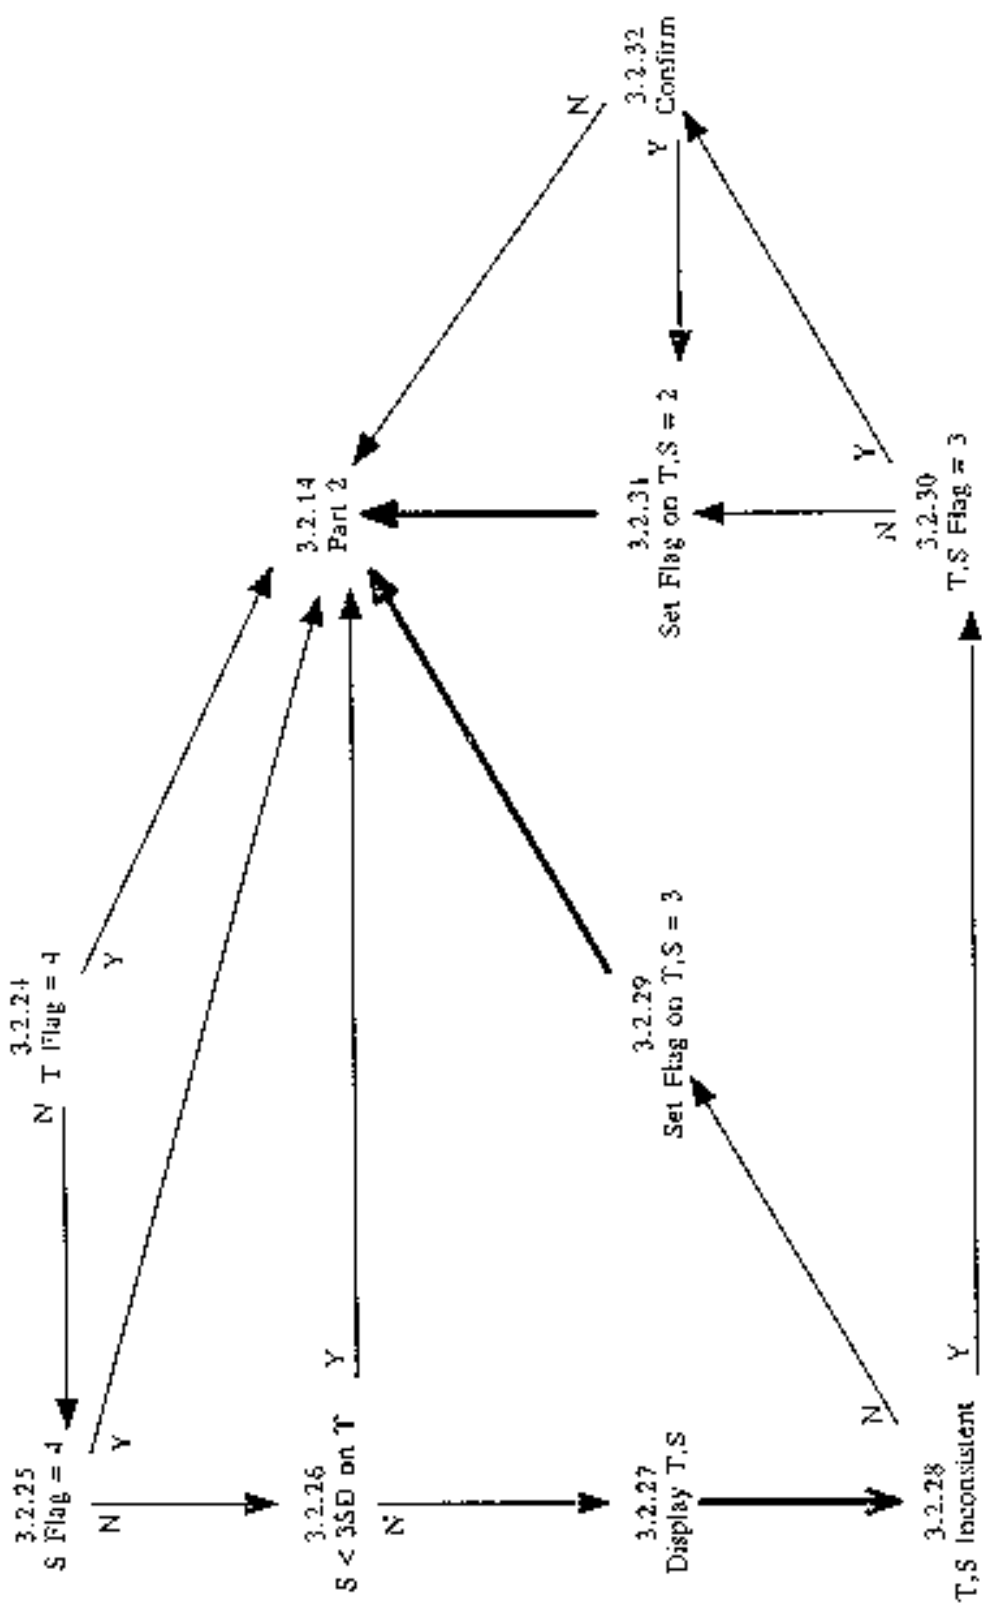 3.2.25
S Flag = 4
N
Y
N
3.2.24
T Flag = 4
Y
3.2.26
S < 3SD on T
Y
N
3.2.14
Part 2
3.2.27
Display T,S
3.2.29
Set Flag on T,S = 3
3.2.31
Set Flag on T,S = 2
Y
N
3.2.32
Confirm
3.2.28
T,S Inconsistent
N
Y
3.2.30
T,S Flag = 3
N
Y